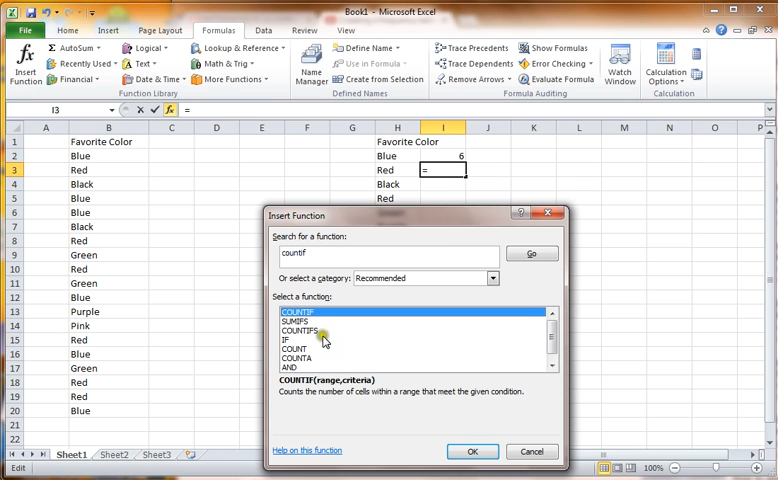 Book1 - Microsoft Excel
File Home Insert Page Layout Formulas Data Review View
fx Insert Function
Σ AutoSum
Recently Used
Financial
Logical
Text
Date & Time
Lookup & Reference
Math & Trig
More Functions
Function Library
Name Manager
Define Name
Use in Formula
Create from Selection
Defined Names
Trace Precedents
Trace Dependents
Remove Arrows
Show Formulas
Error Checking
Evaluate Formula
Formula Auditing
Watch Window
Calculation Options
Calculation
I3 fx =
A B C D E F G H I J K L M N O P
1 Favorite Color Favorite Color
2 Blue Blue 6
3 Red Red =
4 Black Black
5 Blue Red
6 Blue
7 Black
8 Red
9 Green
10 Red
11 Green
12 Blue
13 Purple
14 Pink
15 Red
16 Blue
17 Green
18 Red
19 Red
20 Blue
21
22
Insert Function
Search for a function:
countif
Go
Or select a category: Recommended
Select a function:
COUNTIF
SUMIFS
COUNTIFS
IF
COUNT
COUNTA
AND
COUNTIF(range,criteria)
Counts the number of cells within a range that meet the given condition.
Help on this function
OK Cancel
Sheet1 Sheet2 Sheet3
Edit 100%